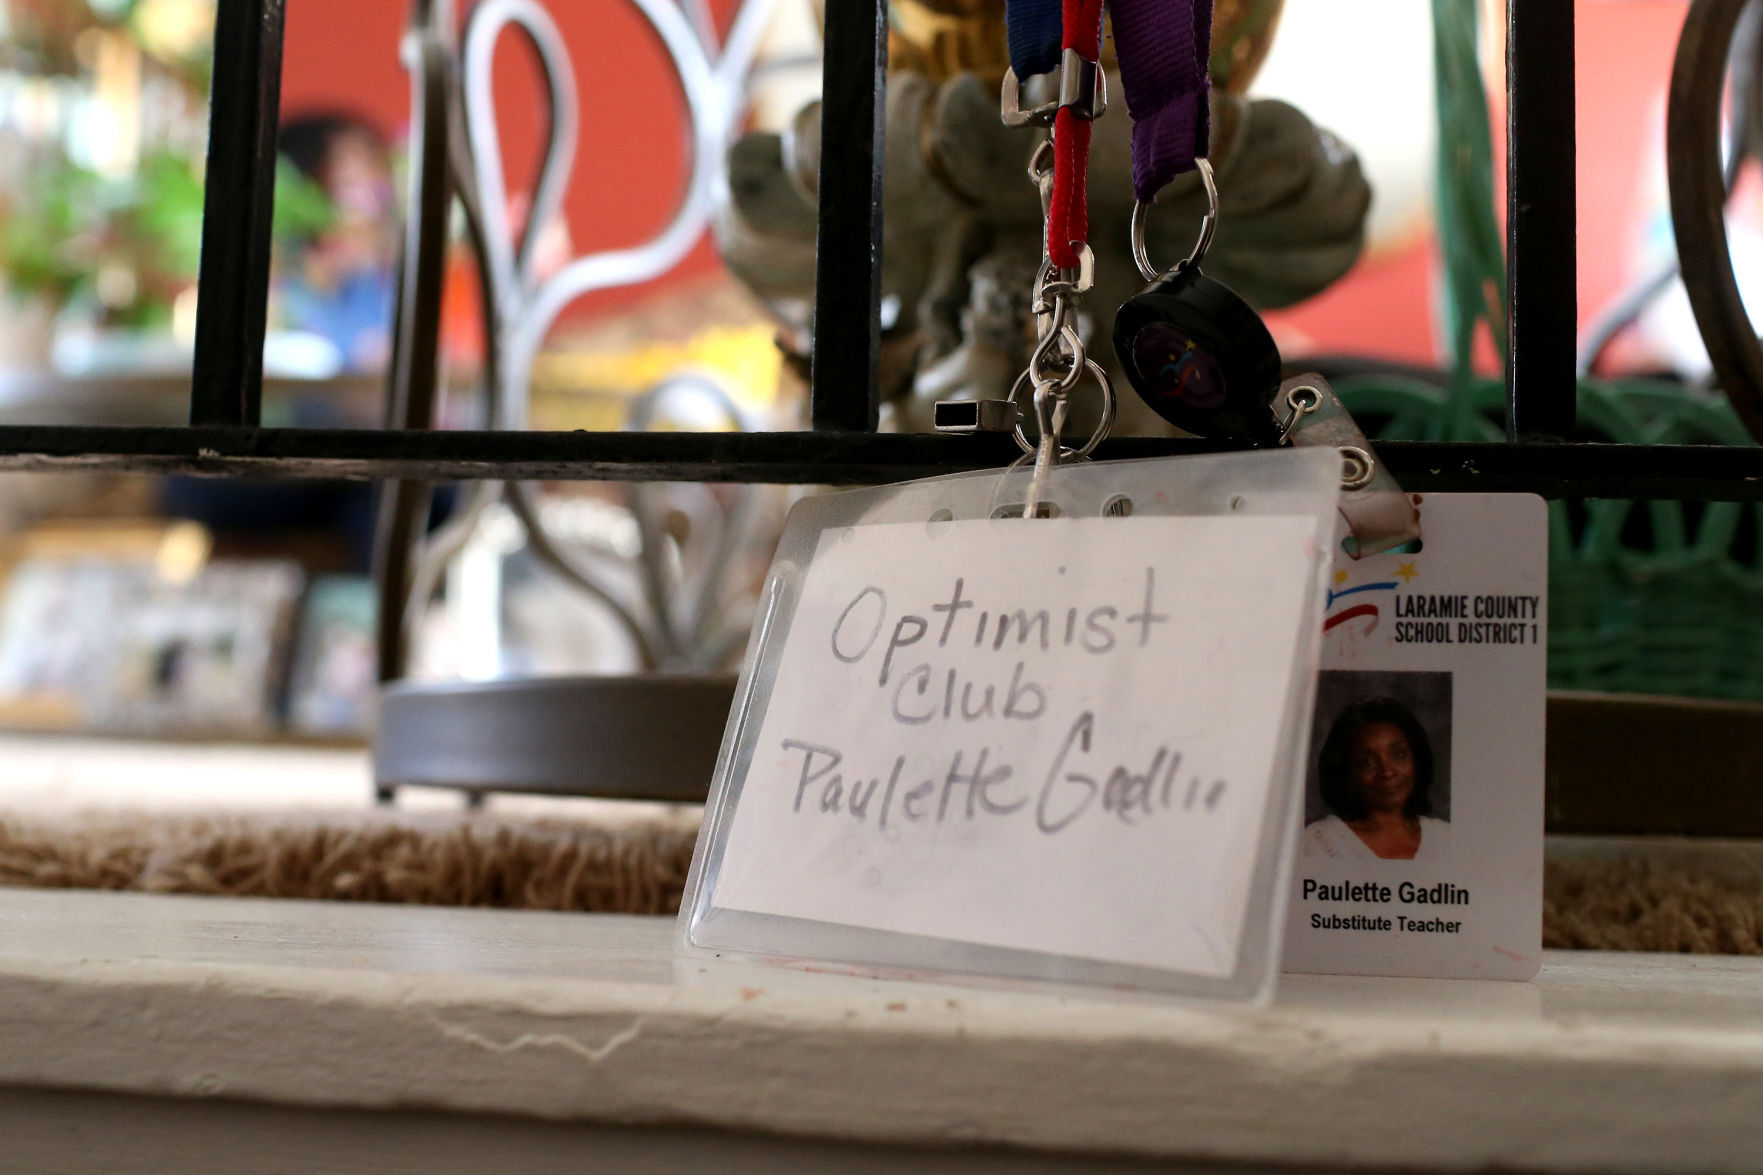 Optimist
Club
Paulette Gadlin
LARAMIE COUNTY
SCHOOL DISTRICT 1
Paulette Gadlin
Substitute Teacher